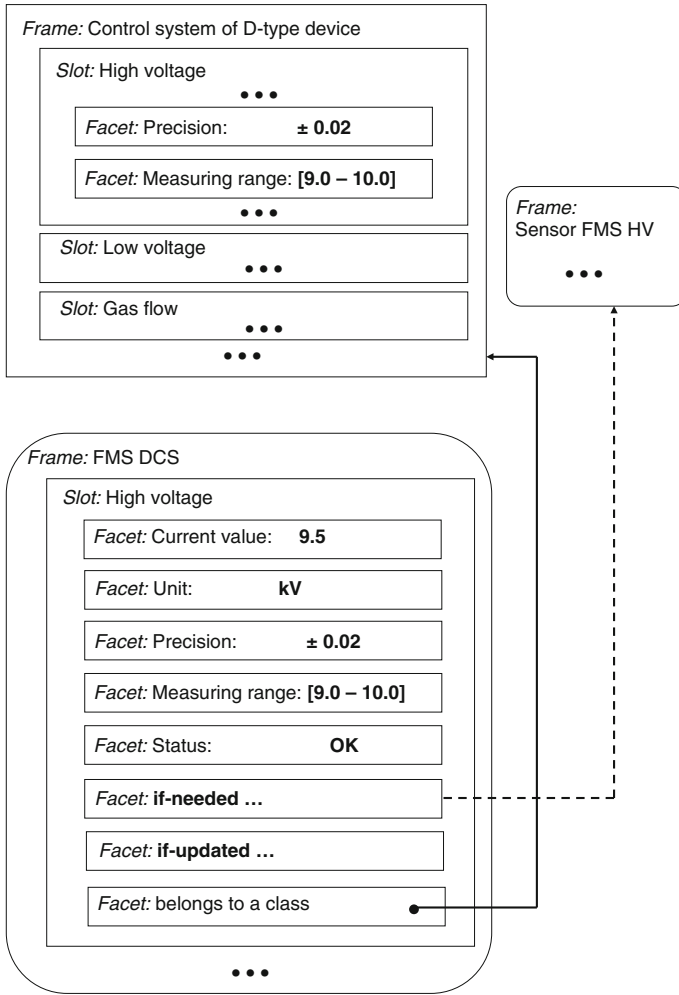 Frame: Control system of D-type device
Slot: High voltage
•••
Facet: Precision: ± 0.02
Facet: Measuring range: [9.0 – 10.0]
•••
Slot: Low voltage
•••
Slot: Gas flow
•••
•••
Frame:
Sensor FMS HV
•••
Frame: FMS DCS
Slot: High voltage
Facet: Current value: 9.5
Facet: Unit: kV
Facet: Precision: ± 0.02
Facet: Measuring range: [9.0 – 10.0]
Facet: Status: OK
Facet: if-needed …
Facet: if-updated …
Facet: belongs to a class
•••